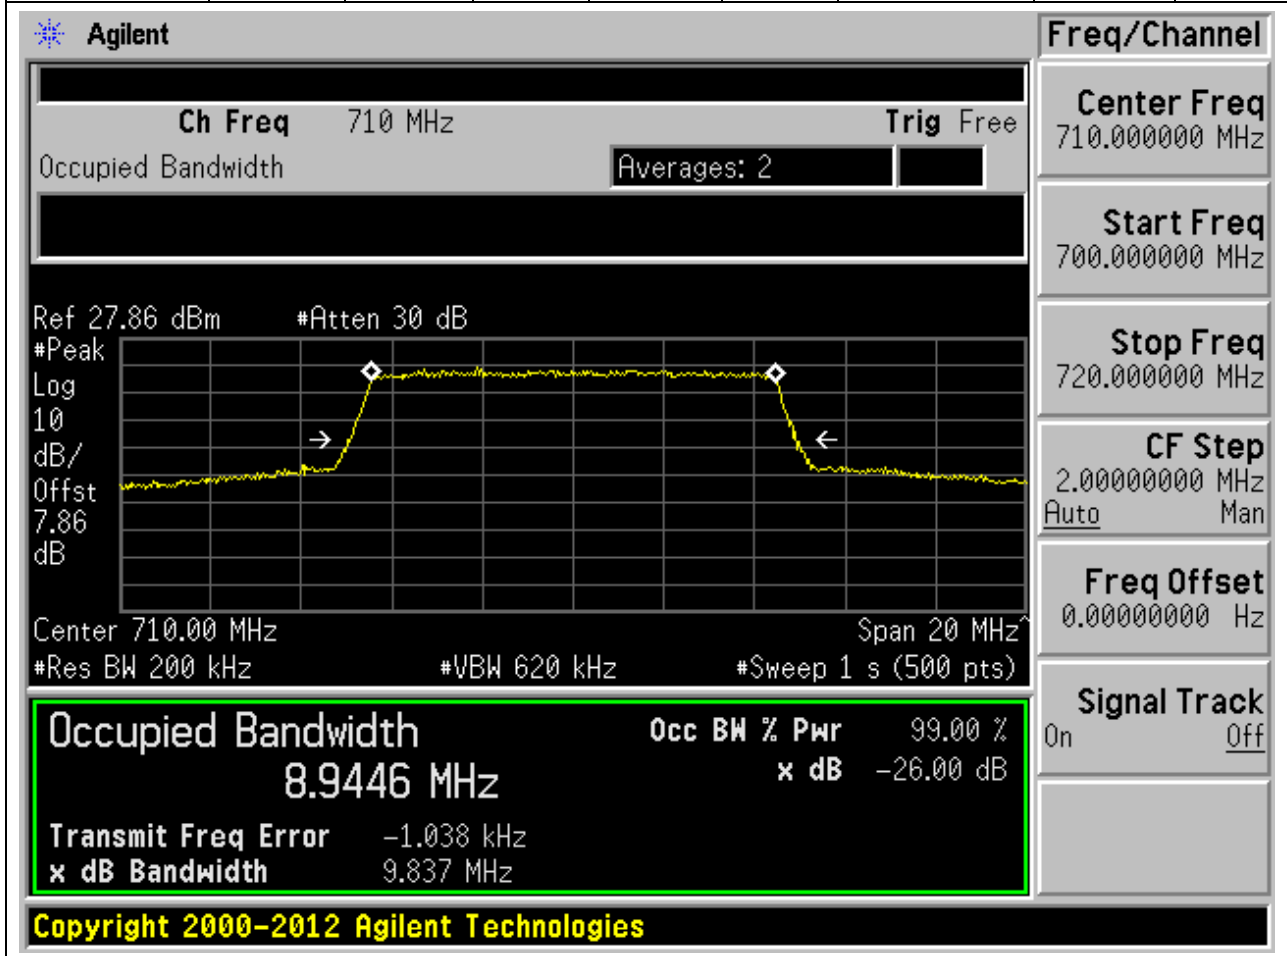 Agilent
Freq/Channel
Ch Freq 710 MHz Trig Free
Occupied Bandwidth Averages: 2
Center Freq
710.000000 MHz
Start Freq
700.000000 MHz
Stop Freq
720.000000 MHz
CF Step
2.00000000 MHz
Auto Man
Freq Offset
0.00000000 Hz
Signal Track
On Off
Ref 27.86 dBm #Atten 30 dB
#Peak
Log
10
dB/
Offst
7.86
dB
Center 710.00 MHz Span 20 MHz^
#Res BW 200 kHz #VBW 620 kHz #Sweep 1 s (500 pts)
Occupied Bandwidth Occ BW % Pwr 99.00 %
8.9446 MHz x dB -26.00 dB
Transmit Freq Error -1.038 kHz
x dB Bandwidth 9.837 MHz
Copyright 2000-2012 Agilent Technologies